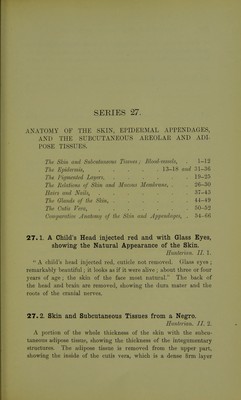 SERIES 27.
ANATOMY OF THE SKIN, EPIDERMAL APPENDAGES,
AND THE SUBCUTANEOUS AREOLAR AND ADI-
POSE TISSUES.
The Skin and Subcutaneous Tissues; Blood-vessels, . 1–12
The Epidermis, . . . . . 13–18 and 31–36
The Pigmented Layers, . . . . . . 19–25
The Relations of Skin and Mucous Membrane, . . 26–30
Hairs and Nails, . . . . . . . 37–43
The Glands of the Skin, . . . . . . 44–49
The Cutis Vera, . . . . . . . 50–53
Comparative Anatomy of the Skin and Appendages, . 54–66
27. 1. A Child's Head injected red and with Glass Eyes,
showing the Natural Appearance of the Skin.
Hunterian. II. 1.
"A child's head injected red, cuticle not removed. Glass eyes;
remarkably beautiful; it looks as if it were alive; about three or four
years of age; the skin of the face most natural." The back of
the head and brain are removed, showing the dura mater and the
roots of the cranial nerves.
27. 2. Skin and Subcutaneous Tissues from a Negro.
Hunterian. II. 2.
A portion of the whole thickness of the skin with the subcu-
taneous adipose tissue, showing the thickness of the integumentary
structures. The adipose tissue is removed from the upper part,
showing the inside of the cutis vera, which is a dense firm layer